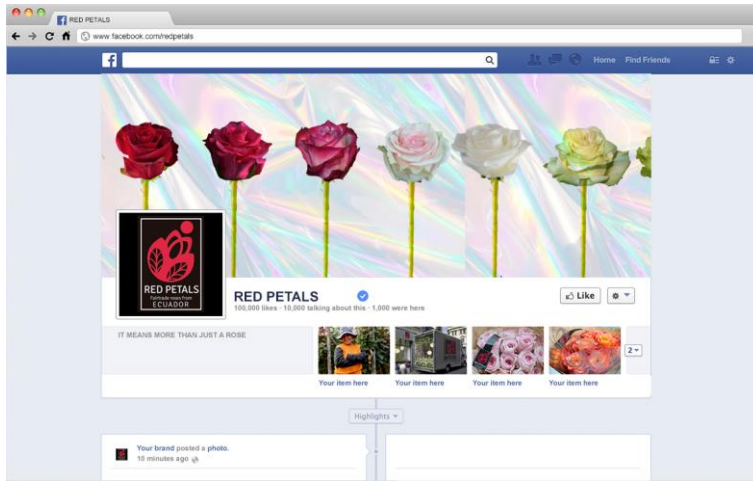 RED PETALS
www.facebook.com/redpetals
f
Home Find Friends
RED PETALS
Fairtrade roses from
ECUADOR
RED PETALS
100,000 likes · 10,000 talking about this · 1,000 were here
Like
IT MEANS MORE THAN JUST A ROSE
2
Your item here Your item here Your item here Your item here
Highlights
Your brand posted a photo.
15 minutes ago